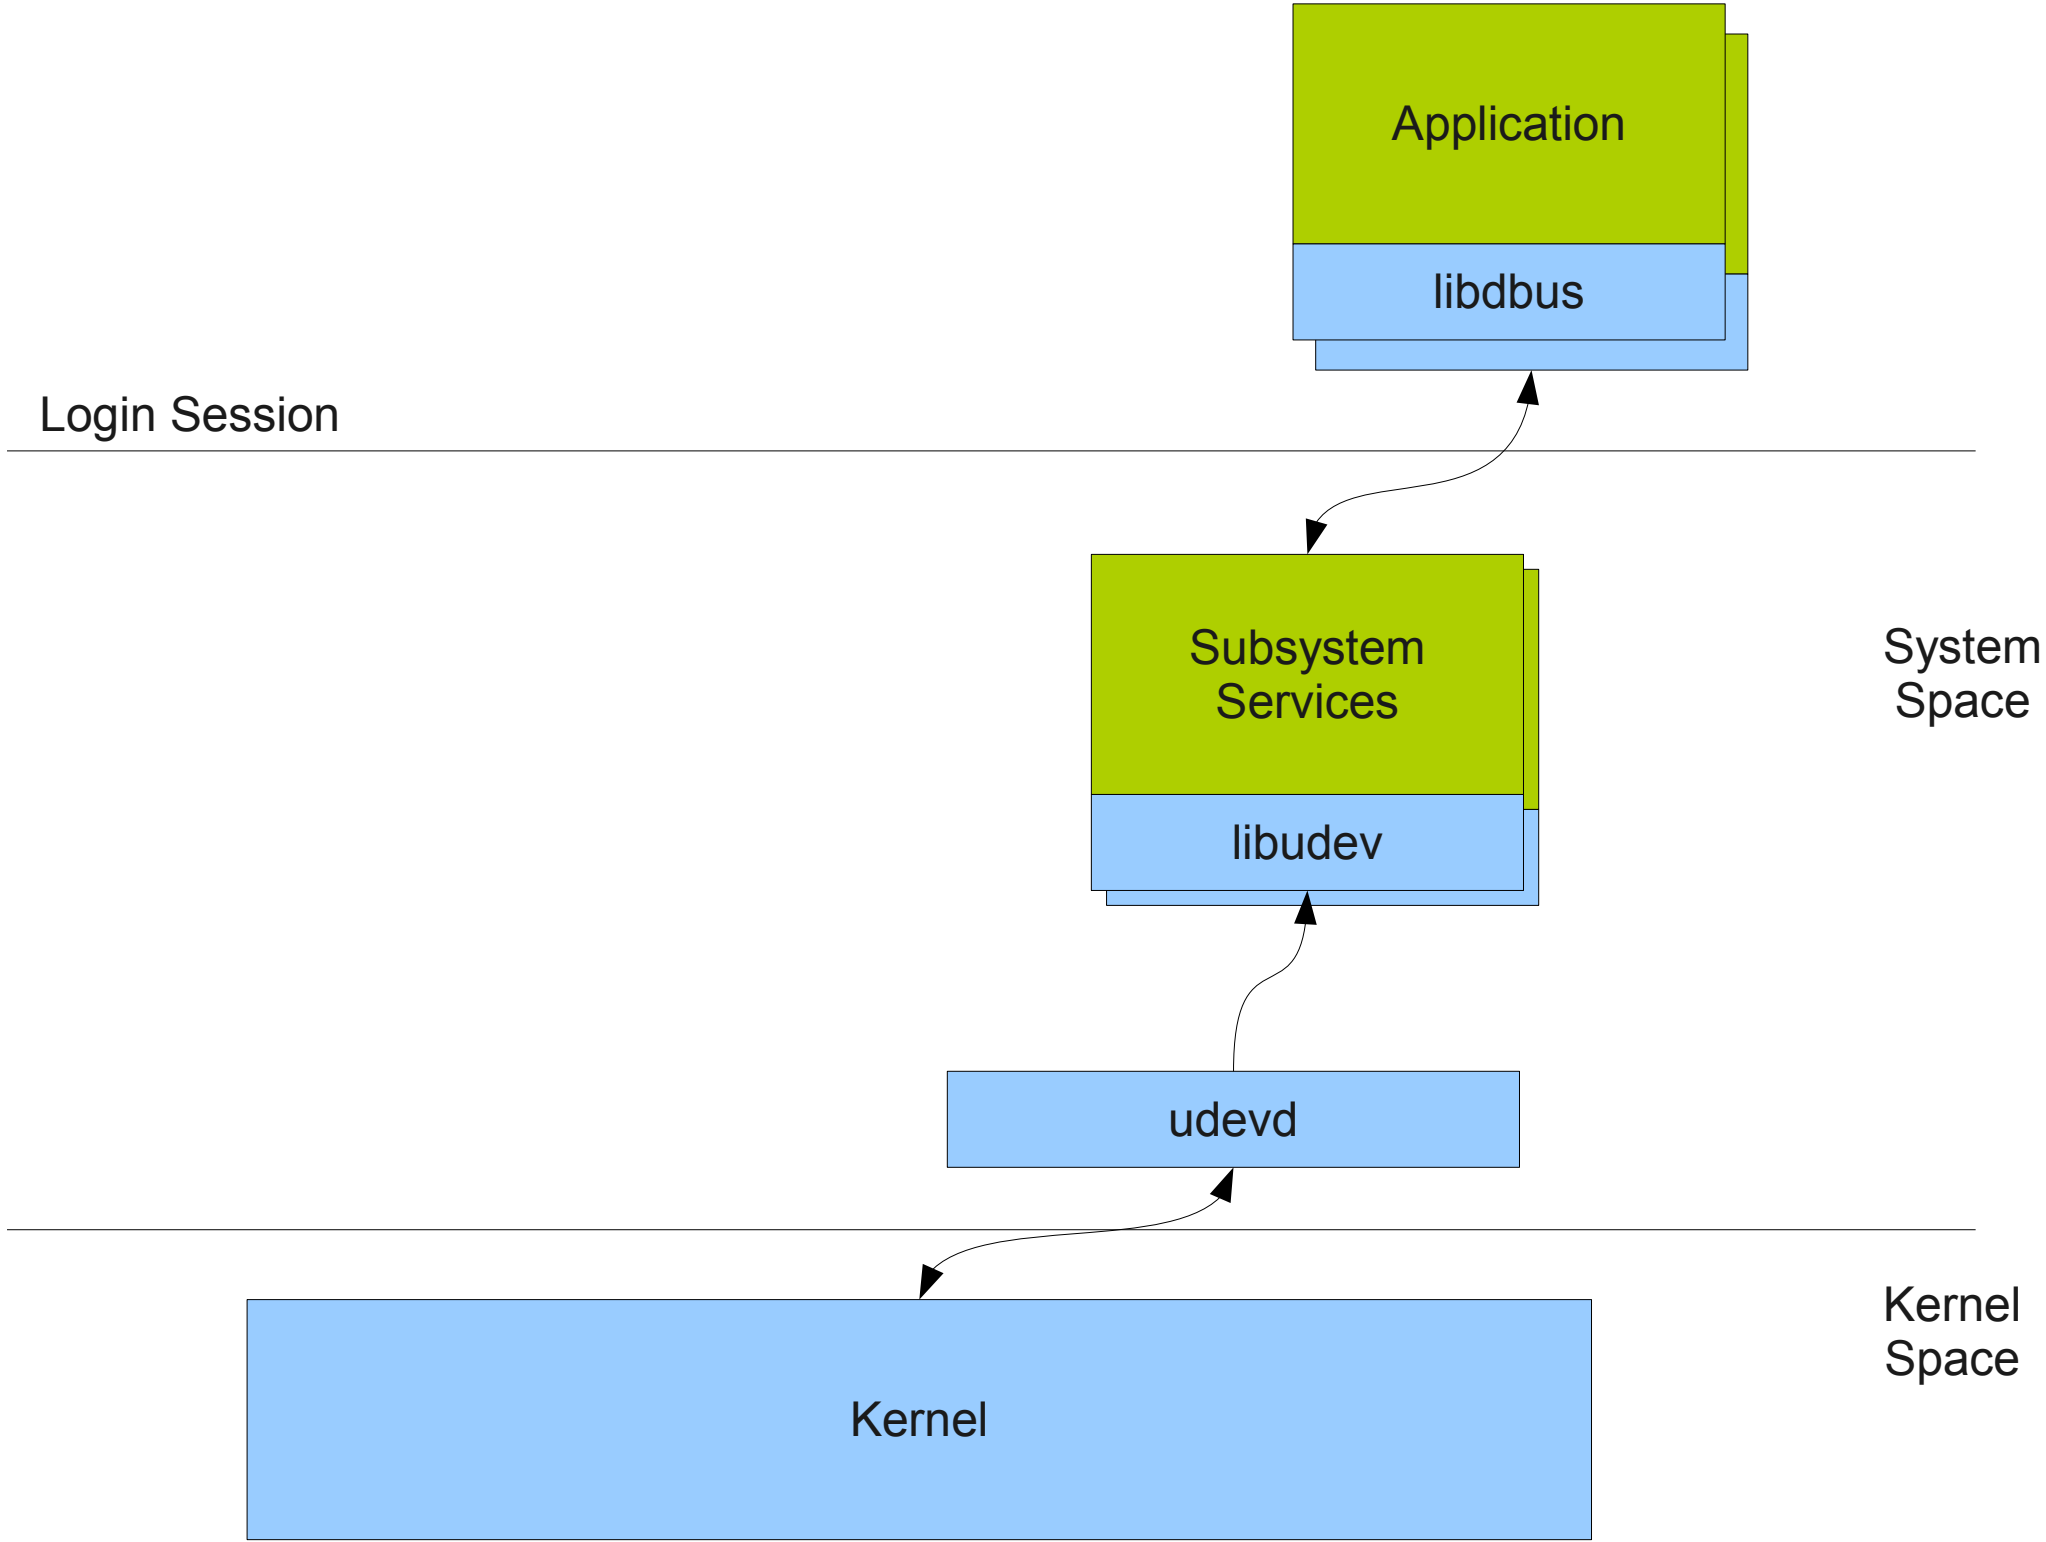 Application
libdbus
Login Session
Subsystem
Services
System
Space
libudev
udevd
Kernel
Space
Kernel